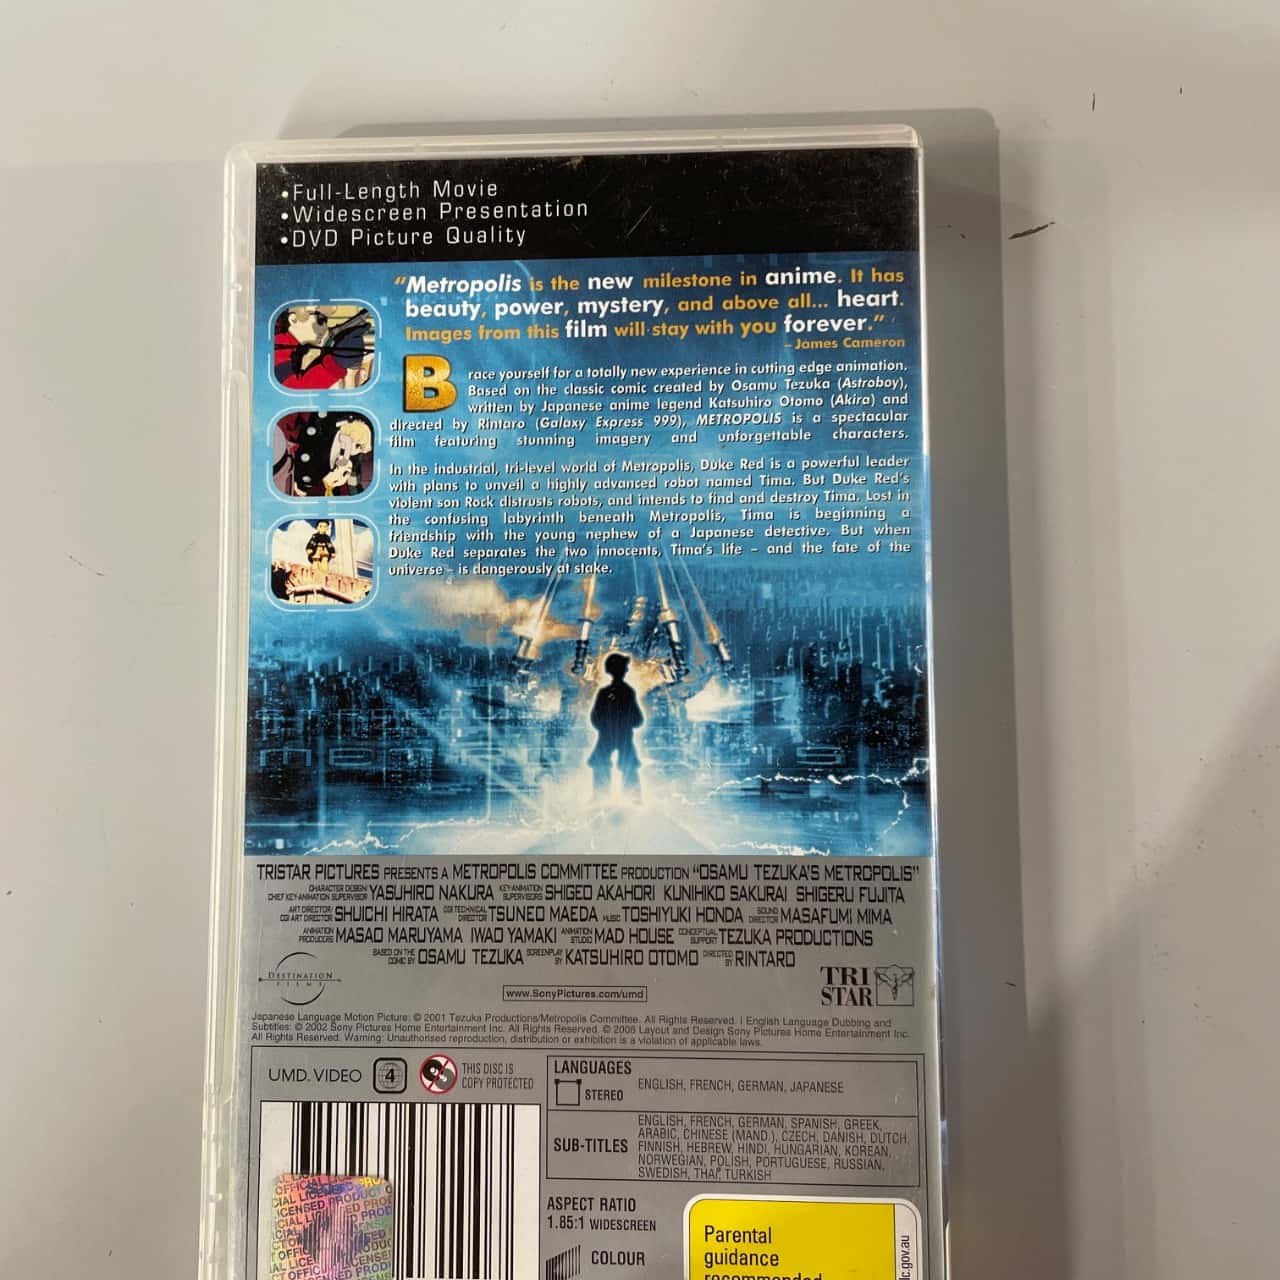 •Full-Length Movie
•Widescreen Presentation
•DVD Picture Quality
"Metropolis is the new milestone in anime. It has
beauty, power, mystery, and above all... heart.
Images from this film will stay with you forever."
– James Cameron
Brace yourself for a totally new experience in cutting edge animation.
Based on the classic comic created by Osamu Tezuka (Astroboy),
written by Japanese anime legend Katsuhiro Otomo (Akira) and
directed by Rintaro (Galaxy Express 999), METROPOLIS is a spectacular
film featuring stunning imagery and unforgettable characters.
In the industrial, tri-level world of Metropolis, Duke Red is a powerful leader
with plans to unveil a highly advanced robot named Tima. But Duke Red's
violent son Rock distrusts robots, and intends to find and destroy Tima. Lost in
the confusing labyrinth beneath Metropolis, Tima is beginning a
friendship with the young nephew of a Japanese detective. But when
Duke Red separates the two innocents, Tima's life – and the fate of the
universe – is dangerously at stake.
TRISTAR PICTURES PRESENTS A METROPOLIS COMMITTEE PRODUCTION "OSAMU TEZUKA'S METROPOLIS"
CHARACTER DESIGN CHIEF KEY-ANIMATION SUPERVISOR YASUHIRO NAKURA KEY-ANIMATION SUPERVISORS SHIGEO AKAHORI KUNIHIKO SAKURAI SHIGERU FUJITA
ART DIRECTOR/ CGI ART DIRECTOR SHUICHI HIRATA CGI TECHNICAL DIRECTOR TSUNEO MAEDA MUSIC TOSHIYUKI HONDA SOUND DIRECTOR MASAFUMI MIMA
ANIMATION PRODUCERS MASAO MARUYAMA IWAO YAMAKI ANIMATION STUDIO MAD HOUSE CONCEPTUAL SUPPORT TEZUKA PRODUCTIONS
BASED ON THE COMIC BY OSAMU TEZUKA SCREENPLAY BY KATSUHIRO OTOMO DIRECTED BY RINTARO
DESTINATION
FILMS
www.SonyPictures.com/umd
TRI
STAR
Japanese Language Motion Picture: © 2001 Tezuka Productions/Metropolis Committee. All Rights Reserved. | English Language Dubbing and
Subtitles: © 2002 Sony Pictures Home Entertainment Inc. All Rights Reserved. © 2006 Layout and Design Sony Pictures Home Entertainment Inc.
All Rights Reserved. Warning: Unauthorised reproduction, distribution or exhibition is a violation of applicable laws.
UMD. VIDEO
4
THIS DISC IS
COPY PROTECTED
LANGUAGES
STEREO
ENGLISH, FRENCH, GERMAN, JAPANESE
SUB-TITLES
ENGLISH, FRENCH, GERMAN, SPANISH, GREEK,
ARABIC, CHINESE (MAND.), CZECH, DANISH, DUTCH,
FINNISH, HEBREW, HINDI, HUNGARIAN, KOREAN,
NORWEGIAN, POLISH, PORTUGUESE, RUSSIAN,
SWEDISH, THAI, TURKISH
ASPECT RATIO
1.85:1 WIDESCREEN
COLOUR
Parental
guidance
recommended
lc.gov.au